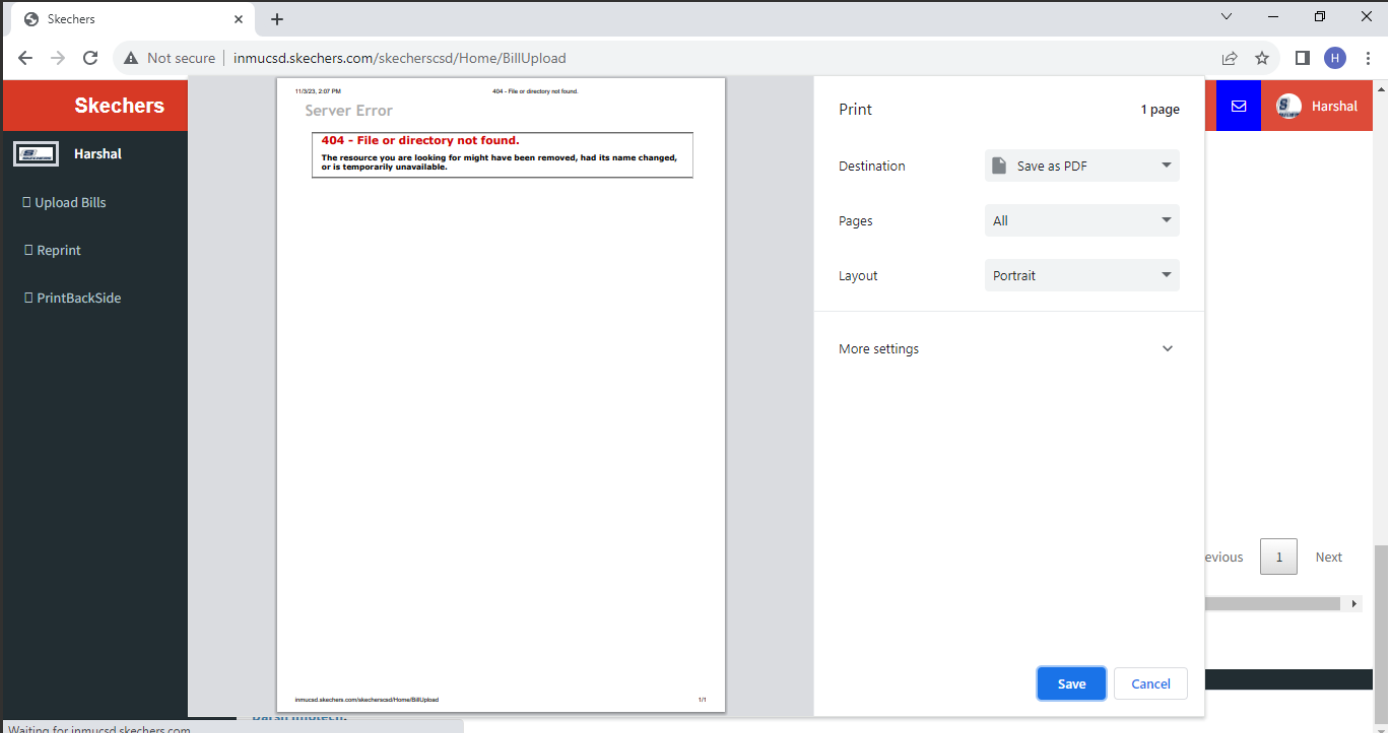 Skechers
Not secure inmucsd.skechers.com/skecherscsd/Home/BillUpload
H
Skechers
Harshal
Harshal
Upload Bills
Reprint
PrintBackSide
11/3/23, 2:07 PM 404 - File or directory not found.
Server Error
404 - File or directory not found.
The resource you are looking for might have been removed, had its name changed,
or is temporarily unavailable.
inmucsd.skechers.com/skecherscsd/Home/BillUpload 1/1
Print 1 page
Destination Save as PDF
Pages All
Layout Portrait
More settings
Save Cancel
evious 1 Next
Waiting for inmucsd.skechers.com